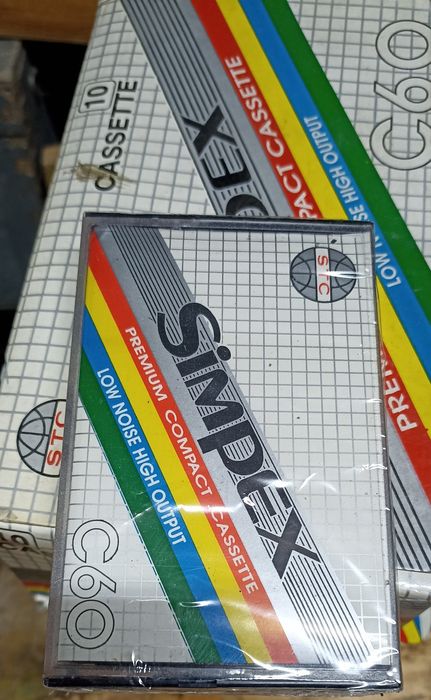 10
CASSETTE
SIMPEX
PREMIUM COMPACT CASSETTE
LOW NOISE HIGH OUTPUT
C60
STC
STC
Simpex
PREMIUM COMPACT CASSETTE
LOW NOISE HIGH OUTPUT
C60